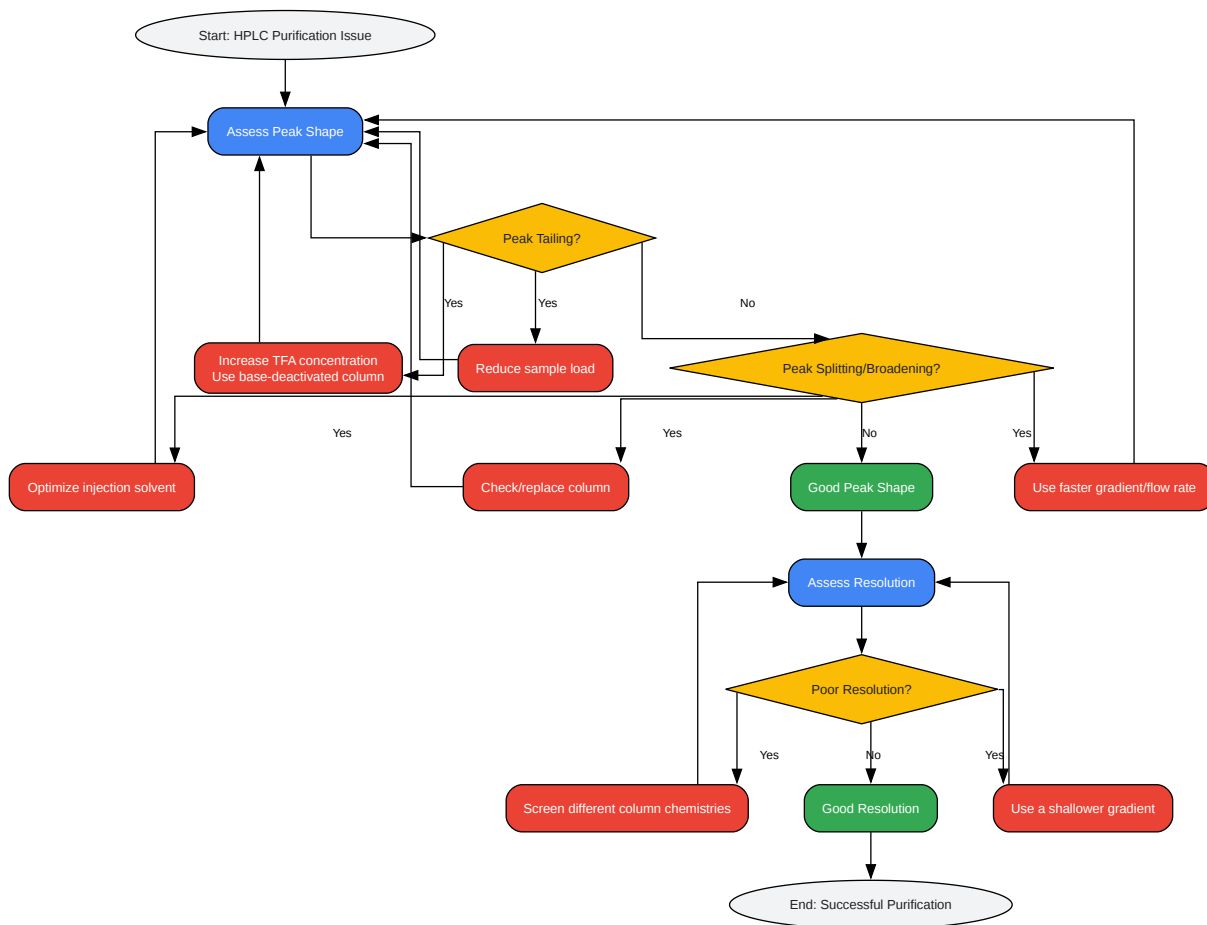 Start: HPLC Purification Issue
Assess Peak Shape
Peak Tailing?
Yes
Yes
No
Increase TFA concentration
Use base-deactivated column
Reduce sample load
Peak Splitting/Broadening?
Yes
Yes
No
Yes
Optimize injection solvent
Check/replace column
Good Peak Shape
Use faster gradient/flow rate
Assess Resolution
Poor Resolution?
Yes
No
Yes
Screen different column chemistries
Good Resolution
Use a shallower gradient
End: Successful Purification